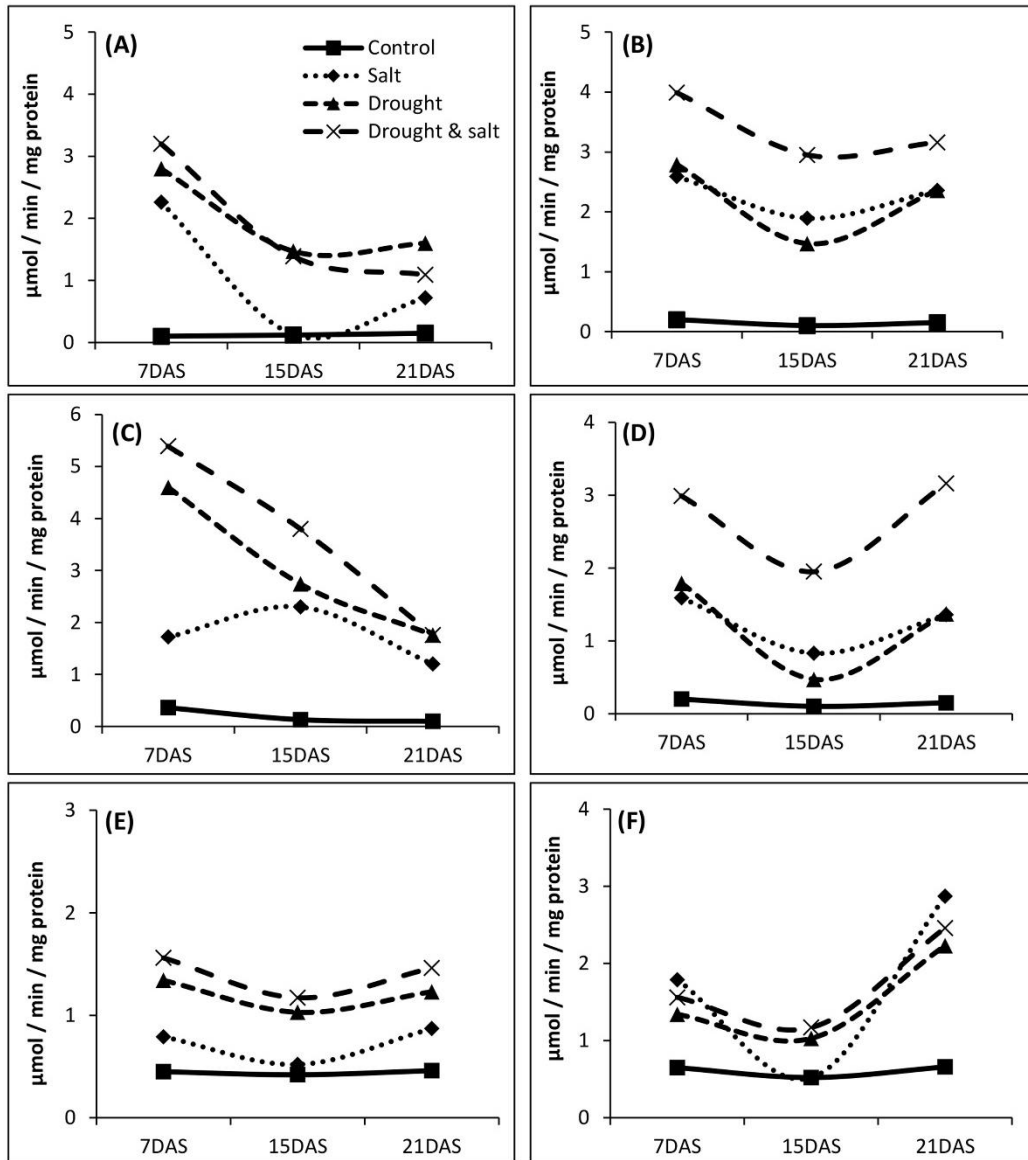 (A)
Control
Salt
Drought
Drought & salt
µmol / min / mg protein
5
4
3
2
1
0
7DAS 15DAS 21DAS
(B)
µmol / min / mg protein
5
4
3
2
1
0
7DAS 15DAS 21DAS
(C)
µmol / min / mg protein
6
5
4
3
2
1
0
7DAS 15DAS 21DAS
(D)
µmol / min / mg protein
4
3
2
1
0
7DAS 15DAS 21DAS
(E)
µmol / min / mg protein
3
2
1
0
7DAS 15DAS 21DAS
(F)
µmol / min / mg protein
4
3
2
1
0
7DAS 15DAS 21DAS